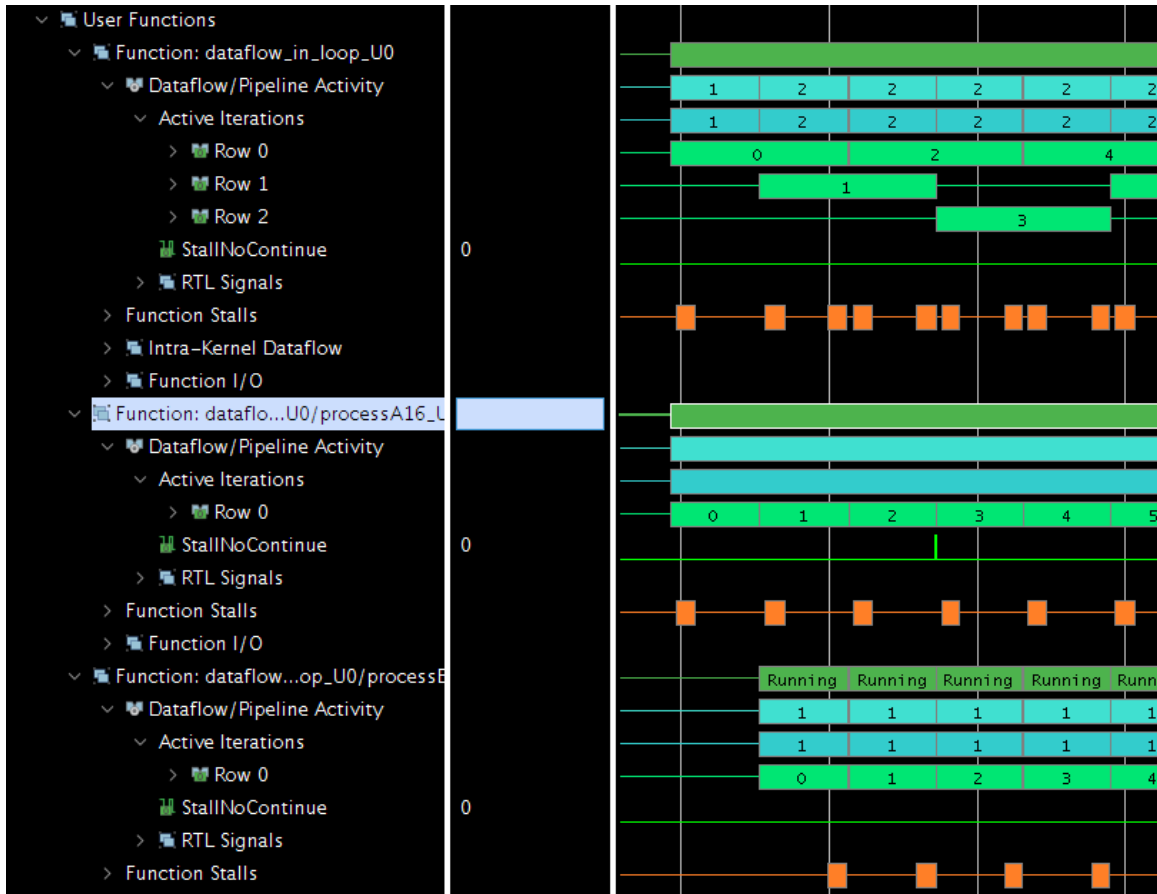 User Functions
Function: dataflow_in_loop_U0
Dataflow/Pipeline Activity
1 2 2 2 2 2
Active Iterations
1 2 2 2 2 2
Row 0
0 2 4
Row 1
1
Row 2
3
StallNoContinue 0
RTL Signals
Function Stalls
Intra-Kernel Dataflow
Function I/O
Function: dataflo...U0/processA16_U
Dataflow/Pipeline Activity
Active Iterations
Row 0
0 1 2 3 4 5
StallNoContinue 0
RTL Signals
Function Stalls
Function I/O
Function: dataflow...op_U0/process
Running Running Running Running Runn
Dataflow/Pipeline Activity
1 1 1 1 1
Active Iterations
1 1 1 1 1
Row 0
0 1 2 3 4
StallNoContinue 0
RTL Signals
Function Stalls